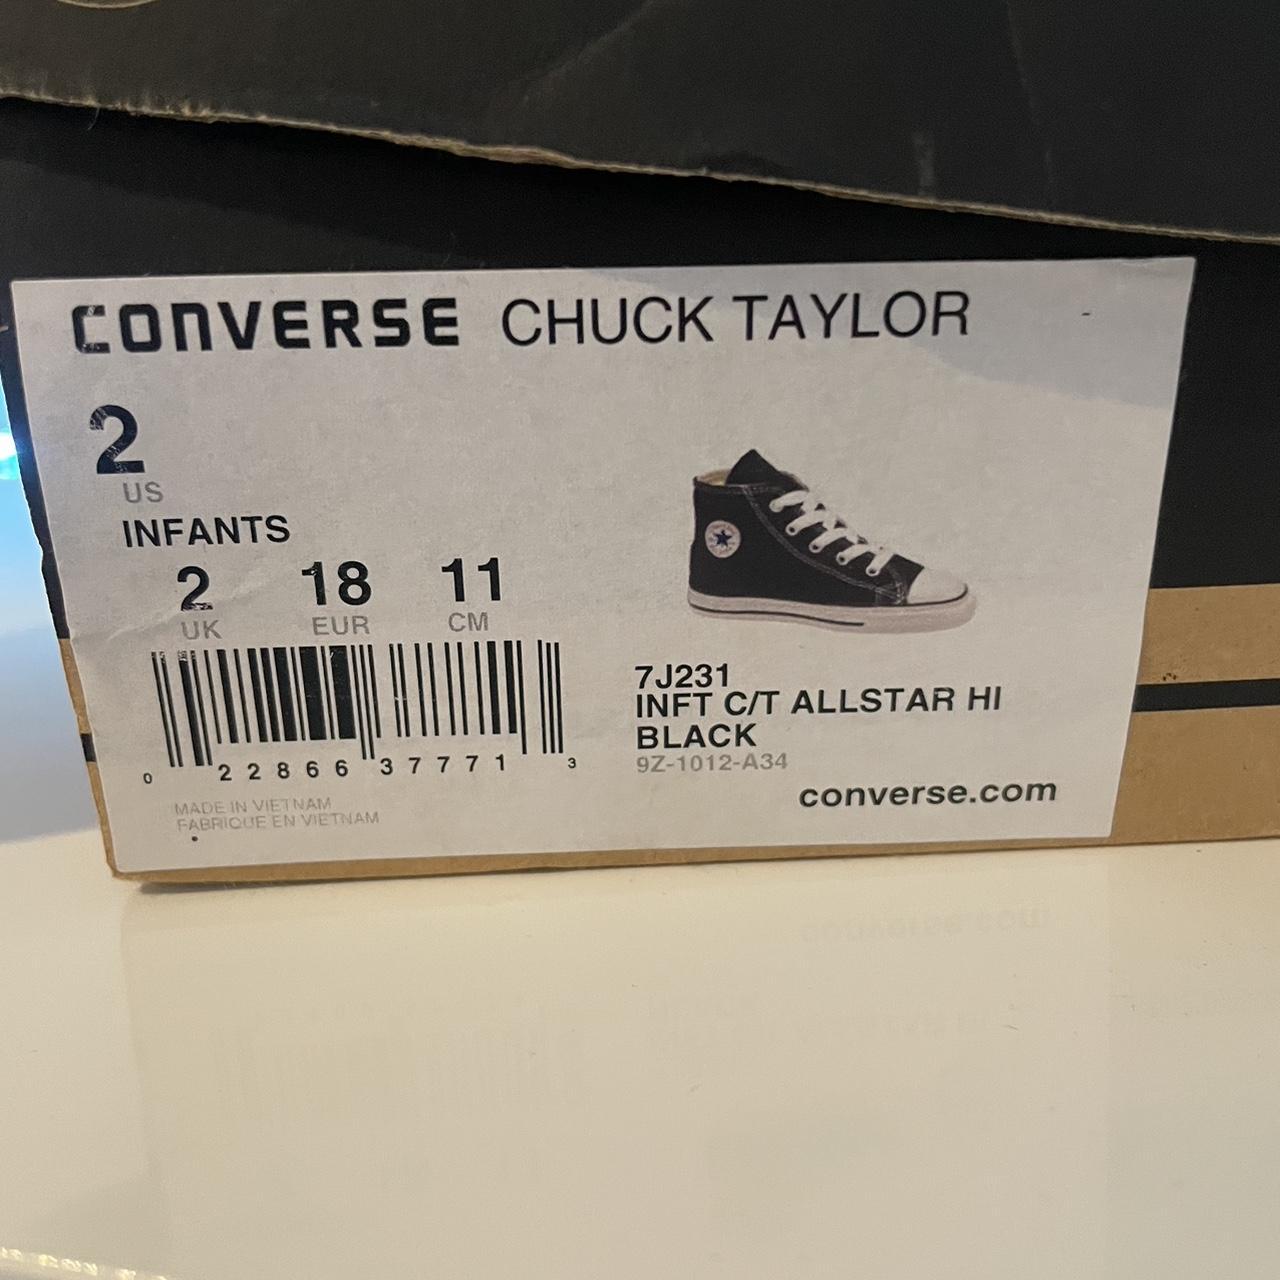 CONVERSE CHUCK TAYLOR -
2
US
INFANTS
2 18 11
UK EUR CM
0 22866 37771 3
MADE IN VIETNAM
FABRIQUE EN VIETNAM
7J231
INFT C/T ALLSTAR HI
BLACK
9Z-1012-A34
converse.com